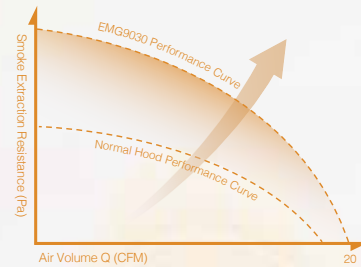 EMG9030 Performance Curve
Smoke Extraction Resistance (Pa)
Normal Hood Performance Curve
Air Volume Q (CFM)
20